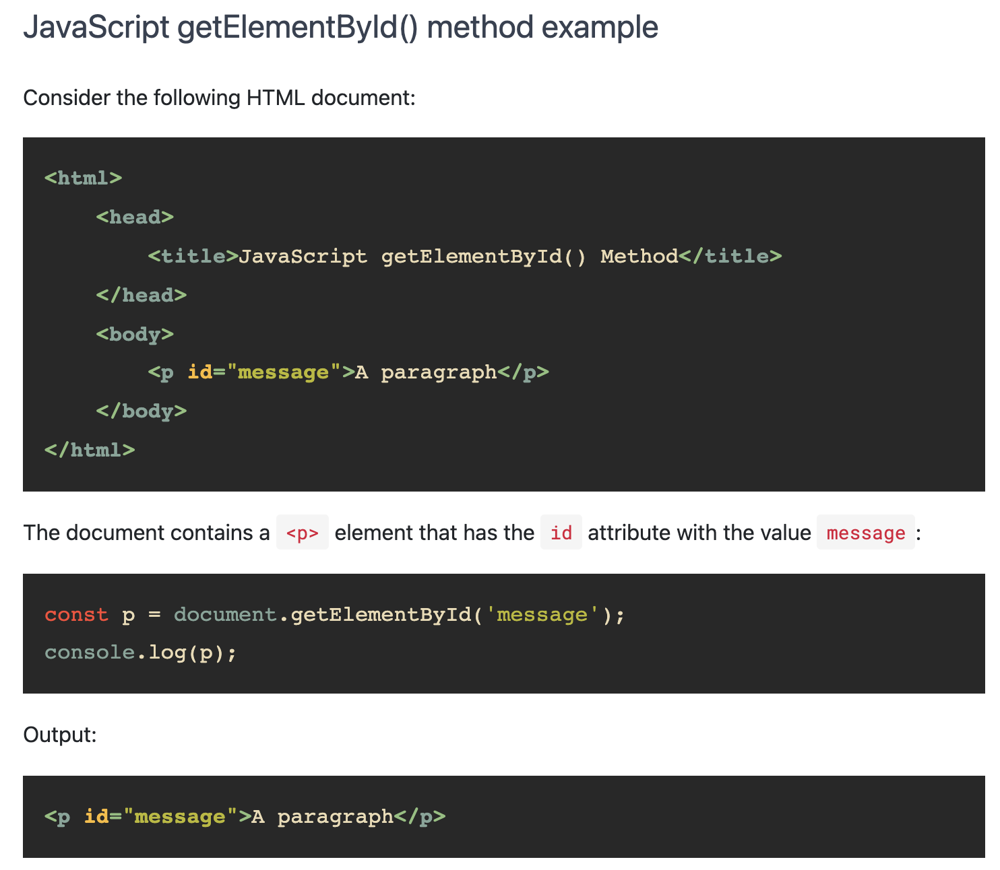 JavaScript getElementById() method example
Consider the following HTML document:
<html>
    <head>
        <title>JavaScript getElementById() Method</title>
    </head>
    <body>
        <p id="message">A paragraph</p>
    </body>
</html>
The document contains a <p> element that has the id attribute with the value message :
const p = document.getElementById('message');
console.log(p);
Output:
<p id="message">A paragraph</p>